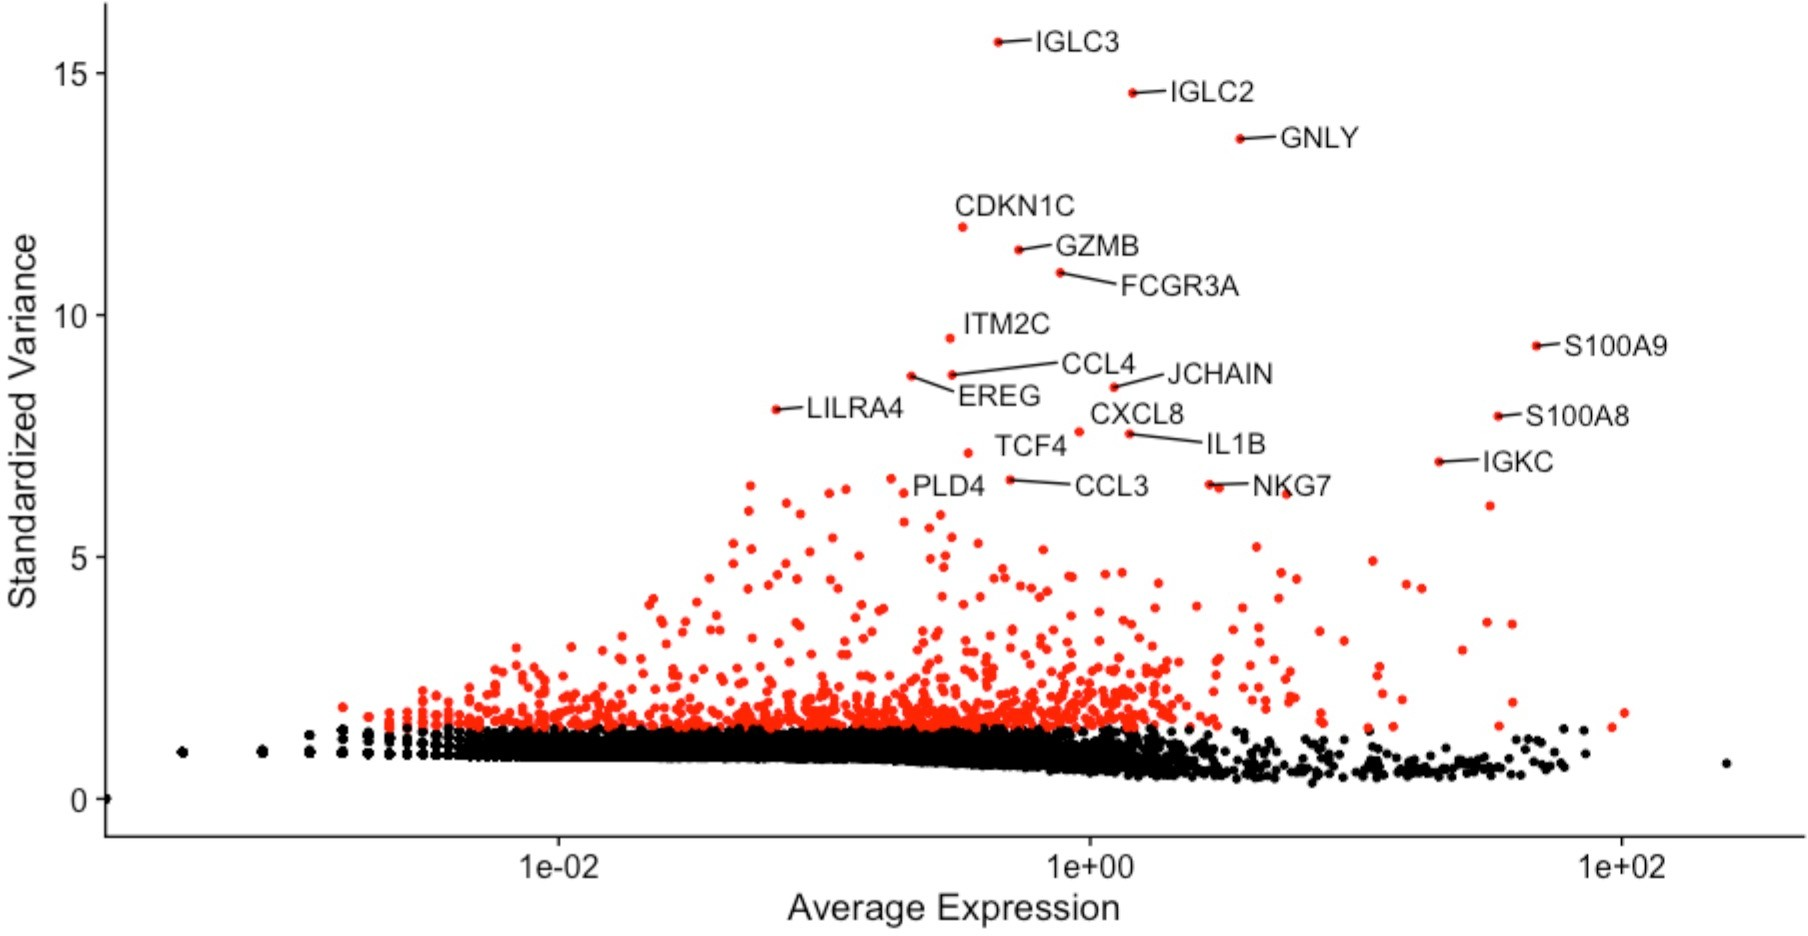 IGLC3
15
IGLC2
GNLY
CDKN1C
GZMB
FCGR3A
10
ITM2C
S100A9
CCL4
JCHAIN
EREG
LILRA4
CXCL8
S100A8
TCF4
IL1B
IGKC
PLD4
CCL3
NKG7
5
0
Standardized Variance
1e-02
1e+00
1e+02
Average Expression